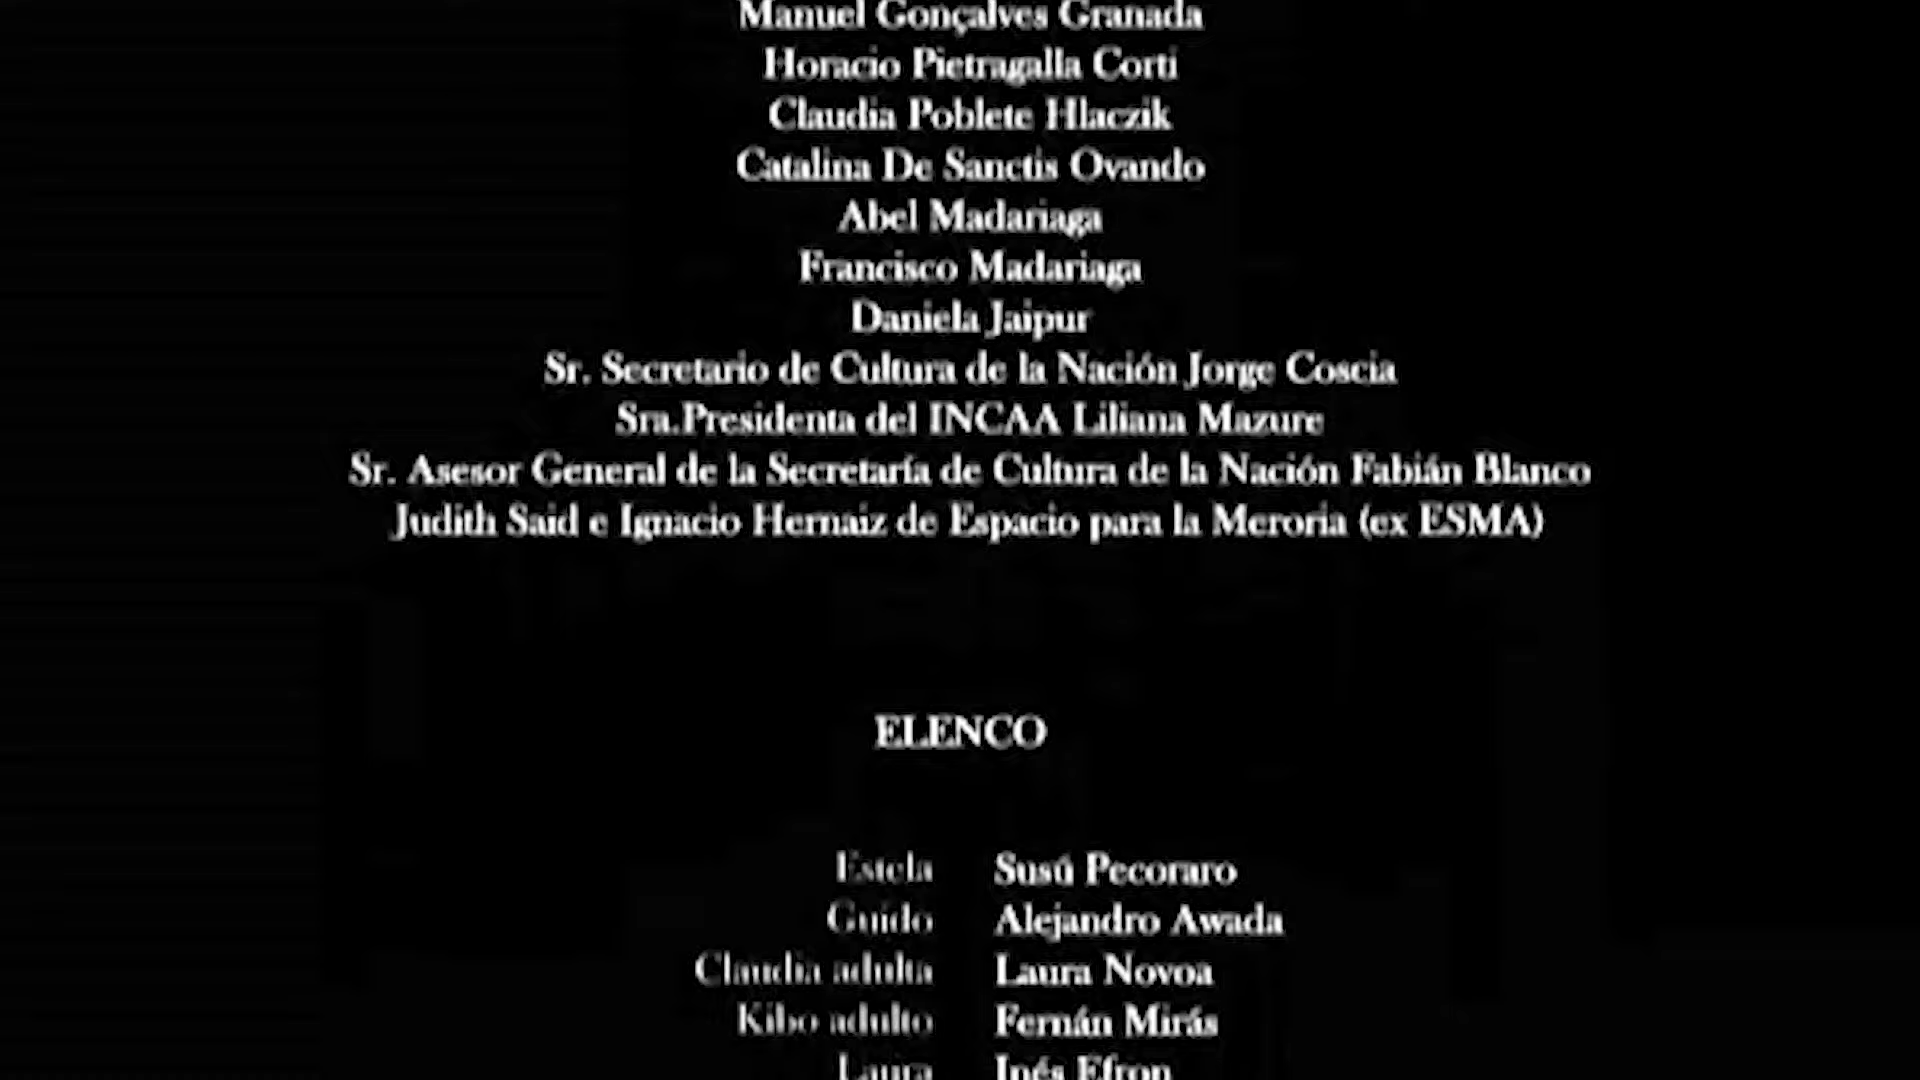 Manuel Gonçalves Granada
Horacio Pietragalla Corti
Claudia Poblete Hlaczik
Catalina De Sanctis Ovando
Abel Madariaga
Francisco Madariaga
Daniela Jaipur
Sr. Secretario de Cultura de la Nación Jorge Coscia
Sra.Presidenta del INCAA Liliana Mazure
Sr. Asesor General de la Secretaría de Cultura de la Nación Fabián Blanco
Judith Said e Ignacio Hernaiz de Espacio para la Meroria (ex ESMA)
ELENCO
Estela Susú Pecoraro
Guido Alejandro Awada
Claudia adulta Laura Novoa
Kibo adulto Fernán Mirás
Laura Inés Efron